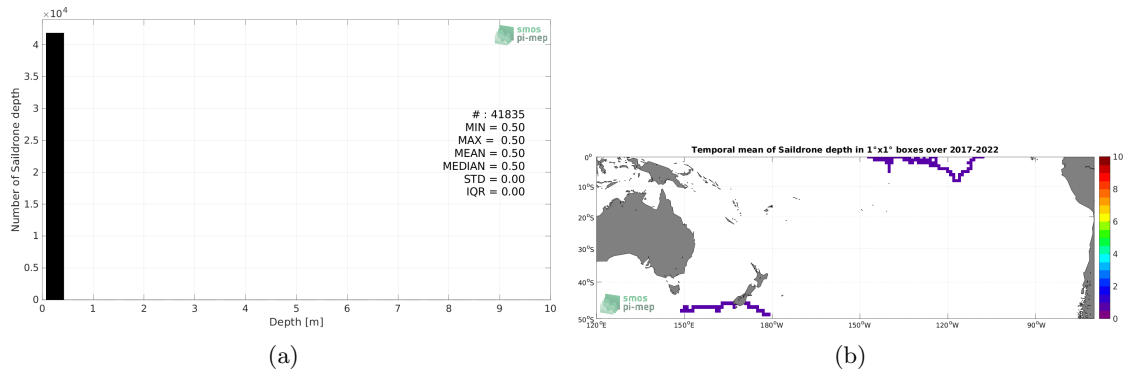 ×10⁴
4
3.5
3
2.5
2
1.5
1
0.5
0
Number of Saildrone depth
0 1 2 3 4 5 6 7 8 9 10
Depth [m]
smos
pi-mep
# : 41835
MIN = 0.50
MAX = 0.50
MEAN = 0.50
MEDIAN = 0.50
STD = 0.00
IQR = 0.00
(a)
Temporal mean of Saildrone depth in 1°x1° boxes over 2017-2022
0°
10°S
20°S
30°S
40°S
50°S
120°E 150°E 180°W 150°W 120°W 90°W
smos
pi-mep
10
8
6
4
2
0
(b)